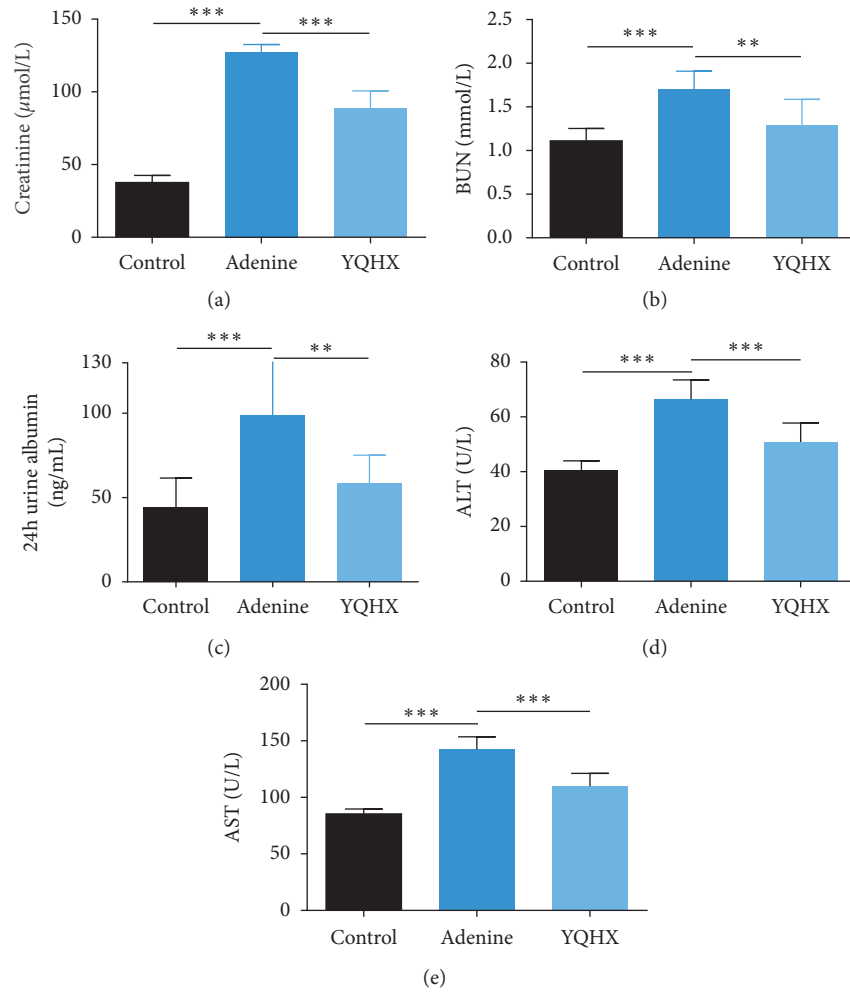 *** ***
150
100
50
0
Creatinine (μmol/L)
Control Adenine YQHX
(a)
*** **
2.5
2.0
1.5
1.0
0.5
0.0
BUN (mmol/L)
Control Adenine YQHX
(b)
*** **
130
100
50
0
24h urine albumin
(ng/mL)
Control Adenine YQHX
(c)
*** ***
80
60
40
20
0
ALT (U/L)
Control Adenine YQHX
(d)
*** ***
200
150
100
50
0
AST (U/L)
Control Adenine YQHX
(e)